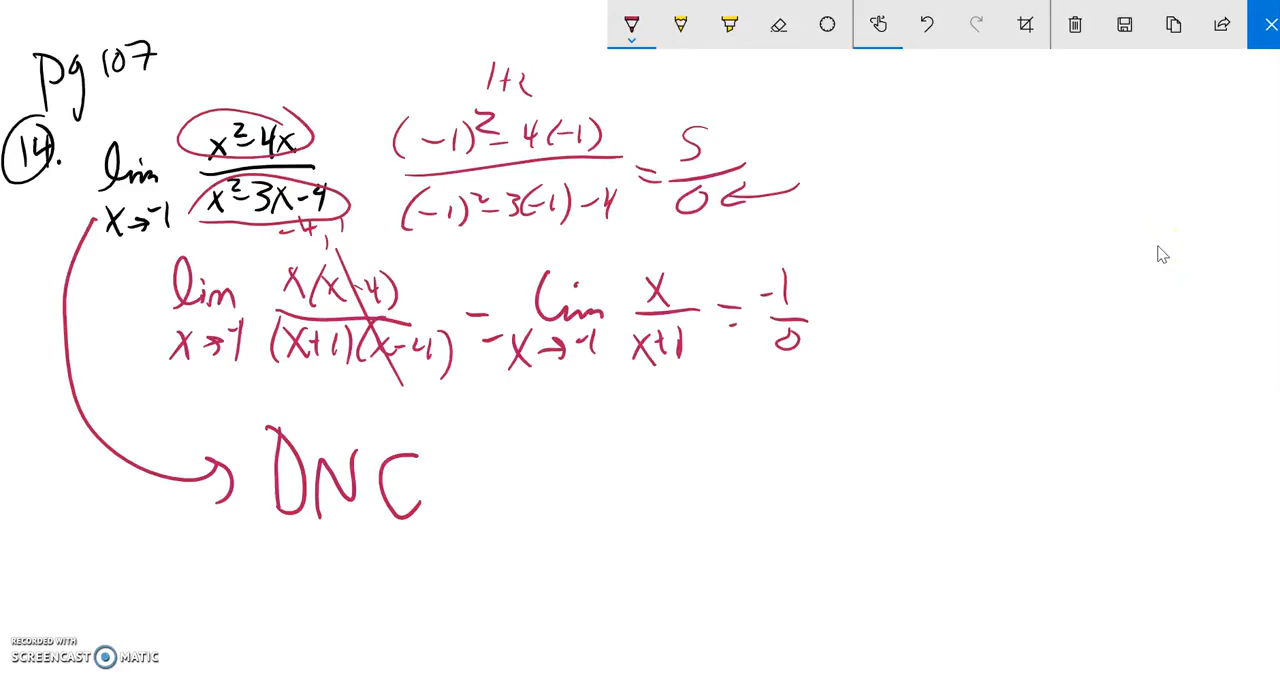 pg 107
1+4
14. lim x→-1 (x²-4x)/(x²-3x-4) ((-1)²-4(-1))/((-1)²-3(-1)-4) = 5/0
-4, 1
lim x→-1 (x(x-4))/((x+1)(x-4)) = lim x→-1 x/(x+1) = -1/0
DNC
RECORDED WITH
SCREENCAST MATIC